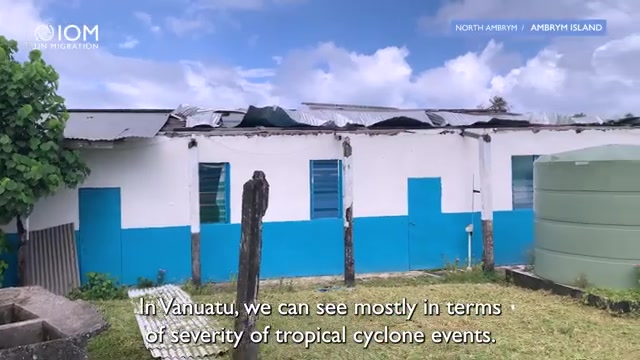 IOM
UN MIGRATION
NORTH AMBRYM / AMBRYM ISLAND
In Vanuatu, we can see mostly in terms
of severity of tropical cyclone events.